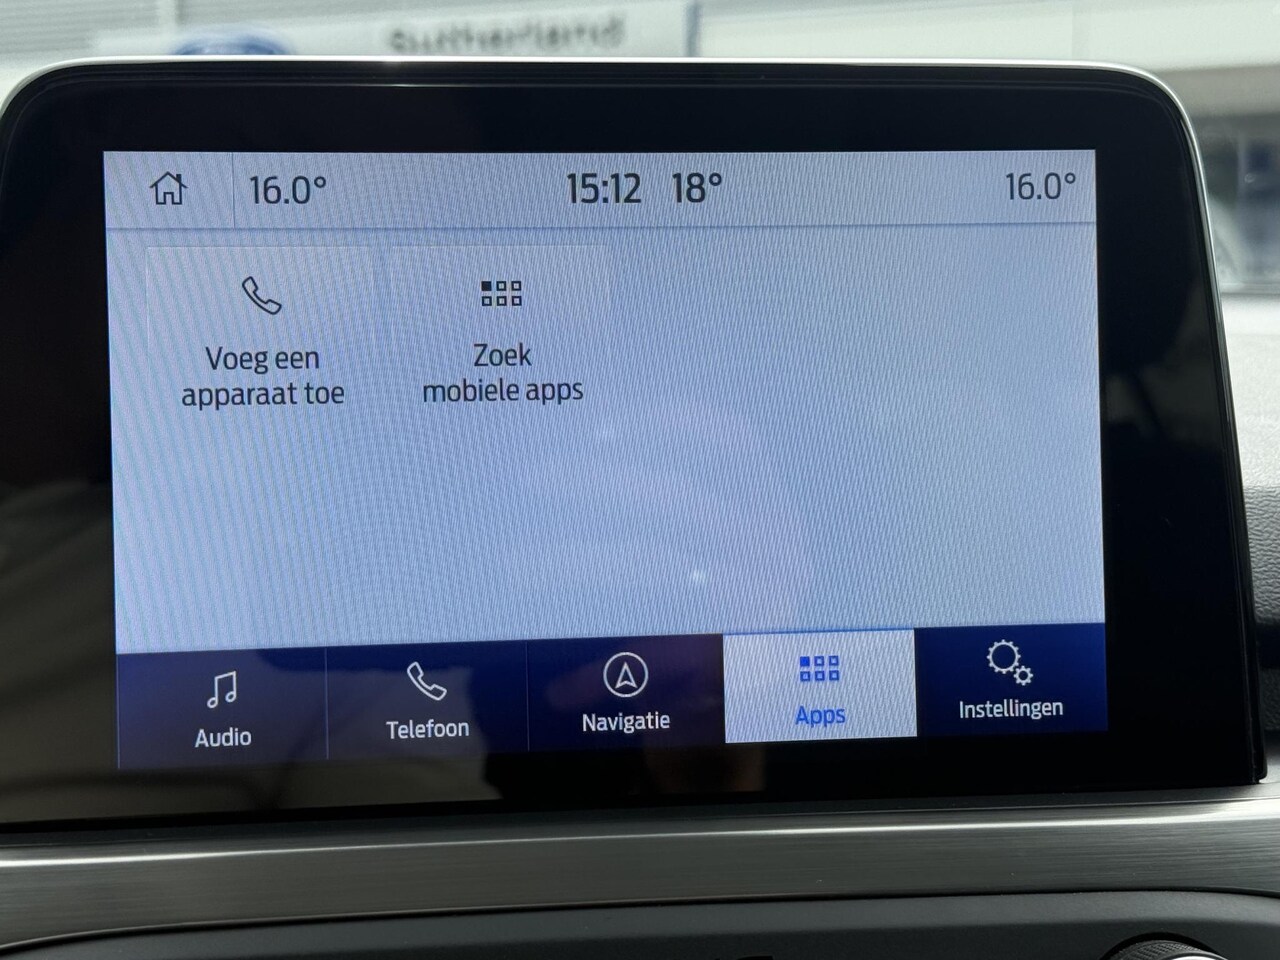 Sutherland
16.0° 15:12 18° 16.0°
Voeg een
apparaat toe
Zoek
mobiele apps
Audio
Telefoon
Navigatie
Apps
Instellingen